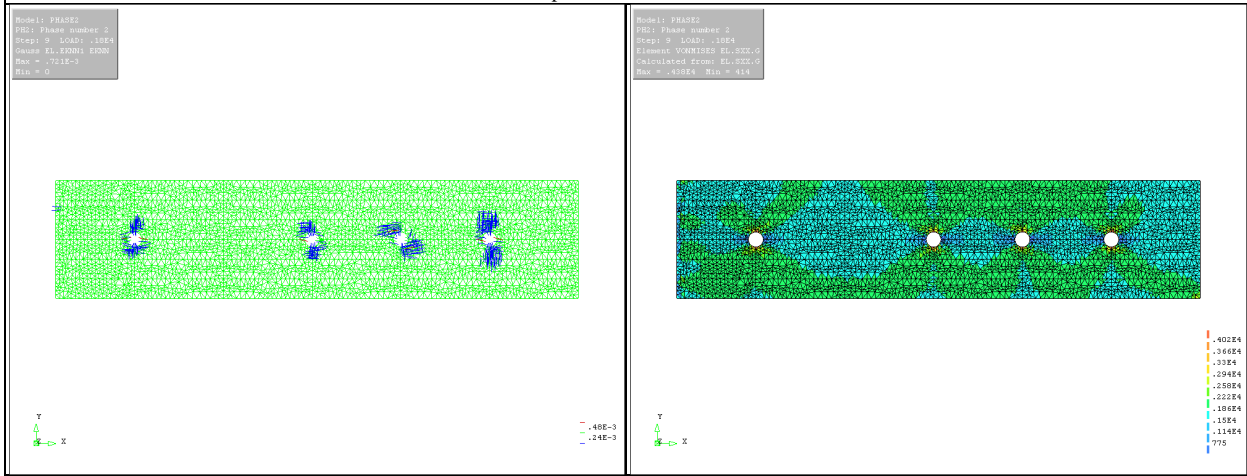 Model: PHASE2
PH2: Phase number 2
Step: 9 LOAD: .18E4
Gauss EL.EKNN1 EKNN
Max = .721E-3
Min = 0
Y
X
.48E-3
.24E-3
Model: PHASE2
PH2: Phase number 2
Step: 9 LOAD: .18E4
Element VONMISES EL.SXX.G
Calculated from: EL.SXX.G
Max = .438E4 Min = 414
Y
X
.402E4
.366E4
.33E4
.294E4
.258E4
.222E4
.186E4
.15E4
.114E4
775